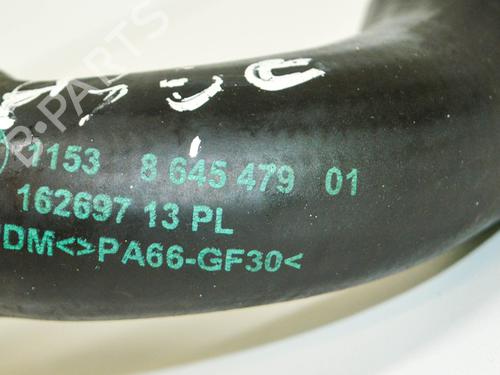 B-PARTS
1153 8 645 479 01
162697 13 PL
DM<>PA66-GF30<